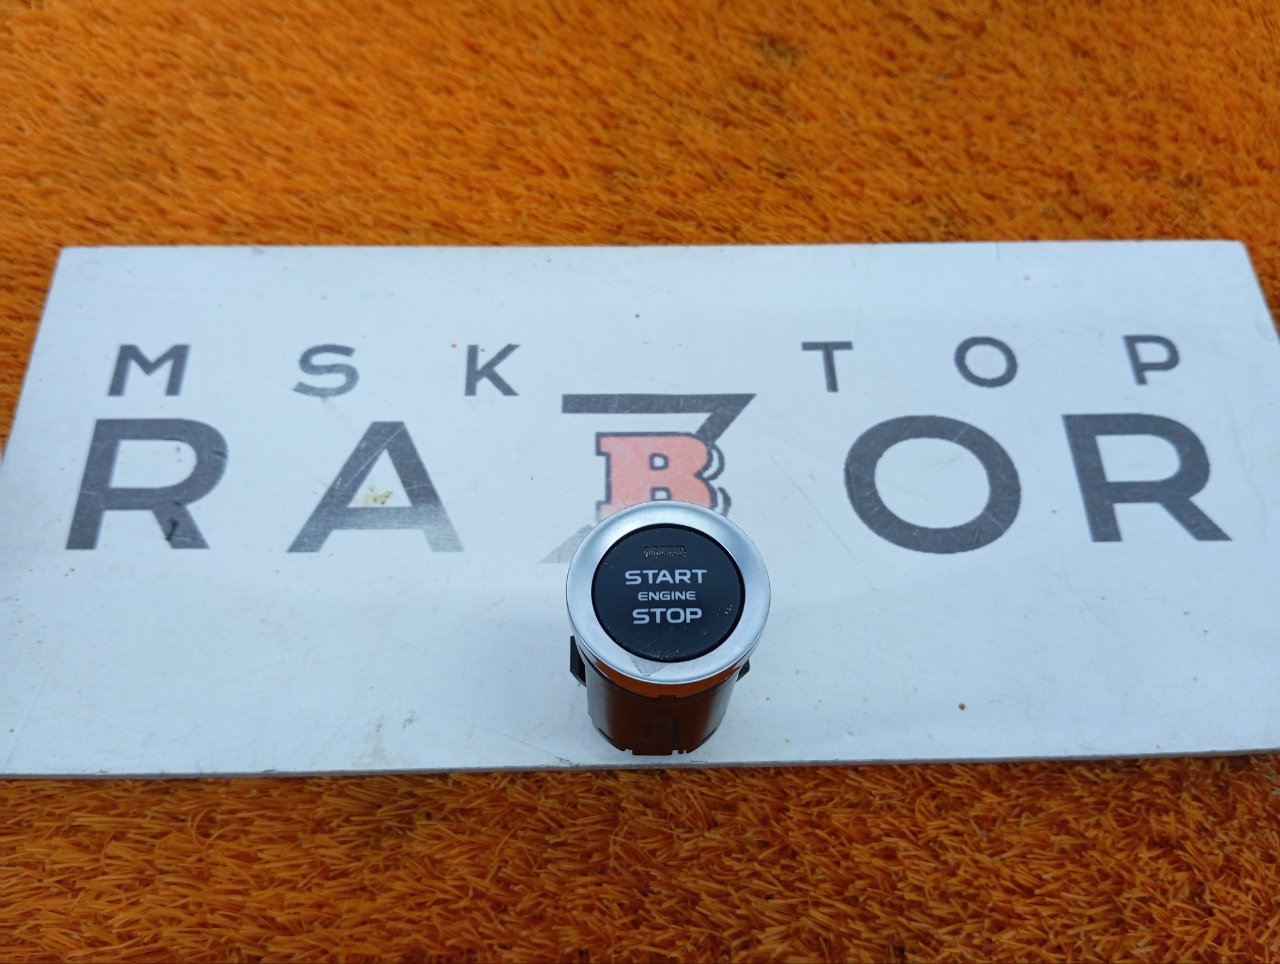 MSK TOP
RAZBOR
START
ENGINE
STOP